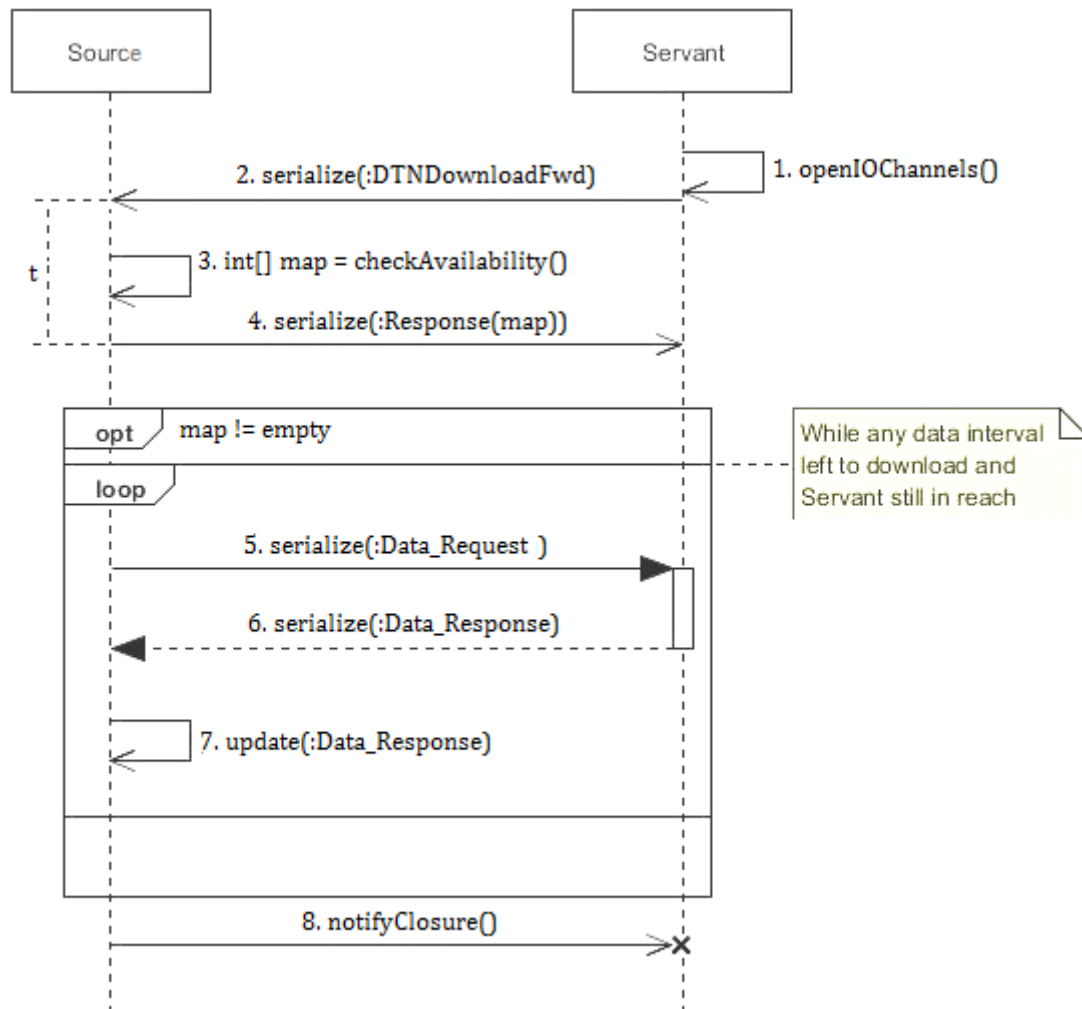 Source
Servant
1. openIOChannels()
2. serialize(:DTNDownloadFwd)
t
3. int[] map = checkAvailability()
4. serialize(:Response(map))
opt
map != empty
While any data interval
left to download and
Servant still in reach
loop
5. serialize(:Data_Request )
6. serialize(:Data_Response)
7. update(:Data_Response)
8. notifyClosure()